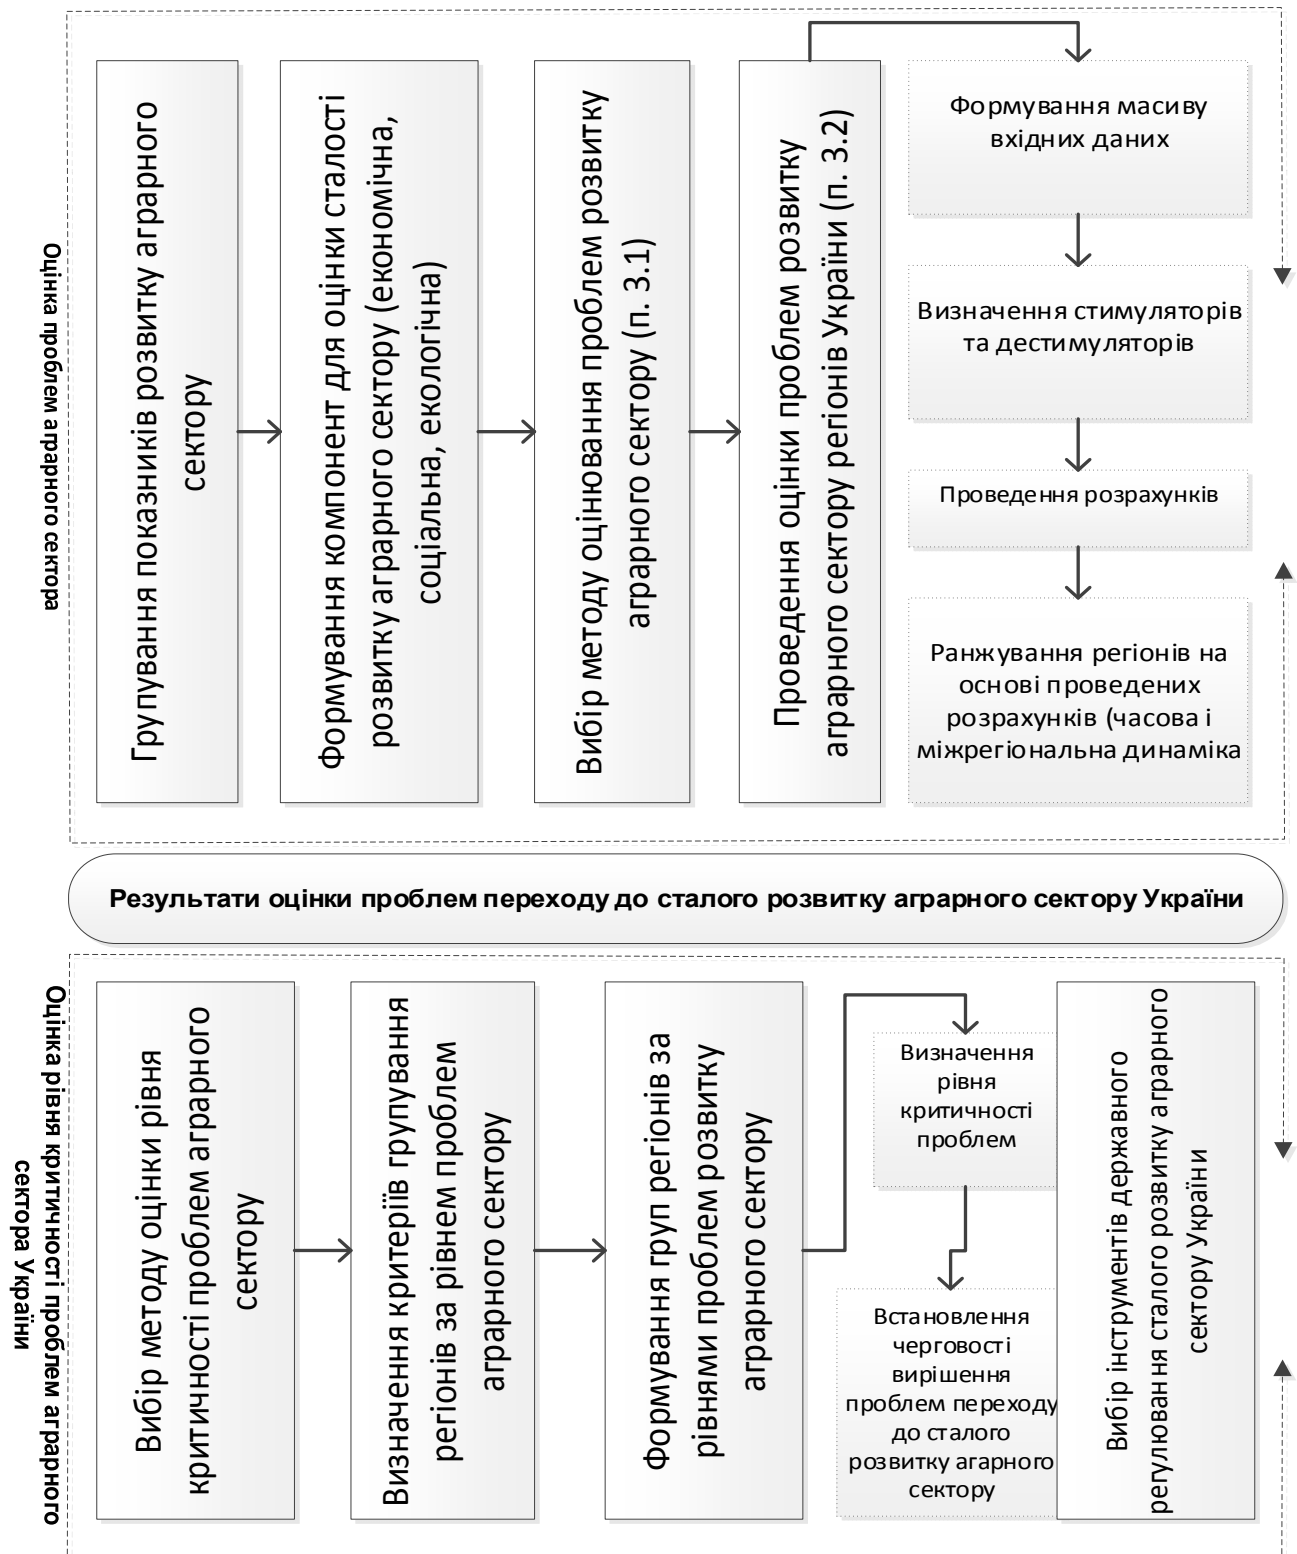 Оцінка проблем аграрного сектора
Групування показників розвитку аграрного
сектору
Формування компонент для оцінки сталості
розвитку аграрного сектору (економічна,
соціальна, екологічна)
Вибір методу оцінювання проблем розвитку
аграрного сектору (п. 3.1)
Проведення оцінки проблем розвитку
аграрного сектору регіонів України (п. 3.2)
Формування масиву
вхідних даних
Визначення стимуляторів
та дестимуляторів
Проведення розрахунків
Ранжування регіонів на
основі проведених
розрахунків (часова і
міжрегіональна динаміка
Результати оцінки проблем переходу до сталого розвитку аграрного сектору України
Оцінка рівня критичності проблем аграрного
сектора України
Вибір методу оцінки рівня
критичності проблем аграрного
сектору
Визначення критеріїв групування
регіонів за рівнем проблем
аграрного сектору
Формування груп регіонів за
рівнями проблем розвитку
аграрного сектору
Визначення
рівня
критичності
проблем
Встановлення
черговості
вирішення
проблем переходу
до сталого
розвитку агарного
сектору
Вибір інструментів державного
регулювання сталого розвитку аграрного
сектору України